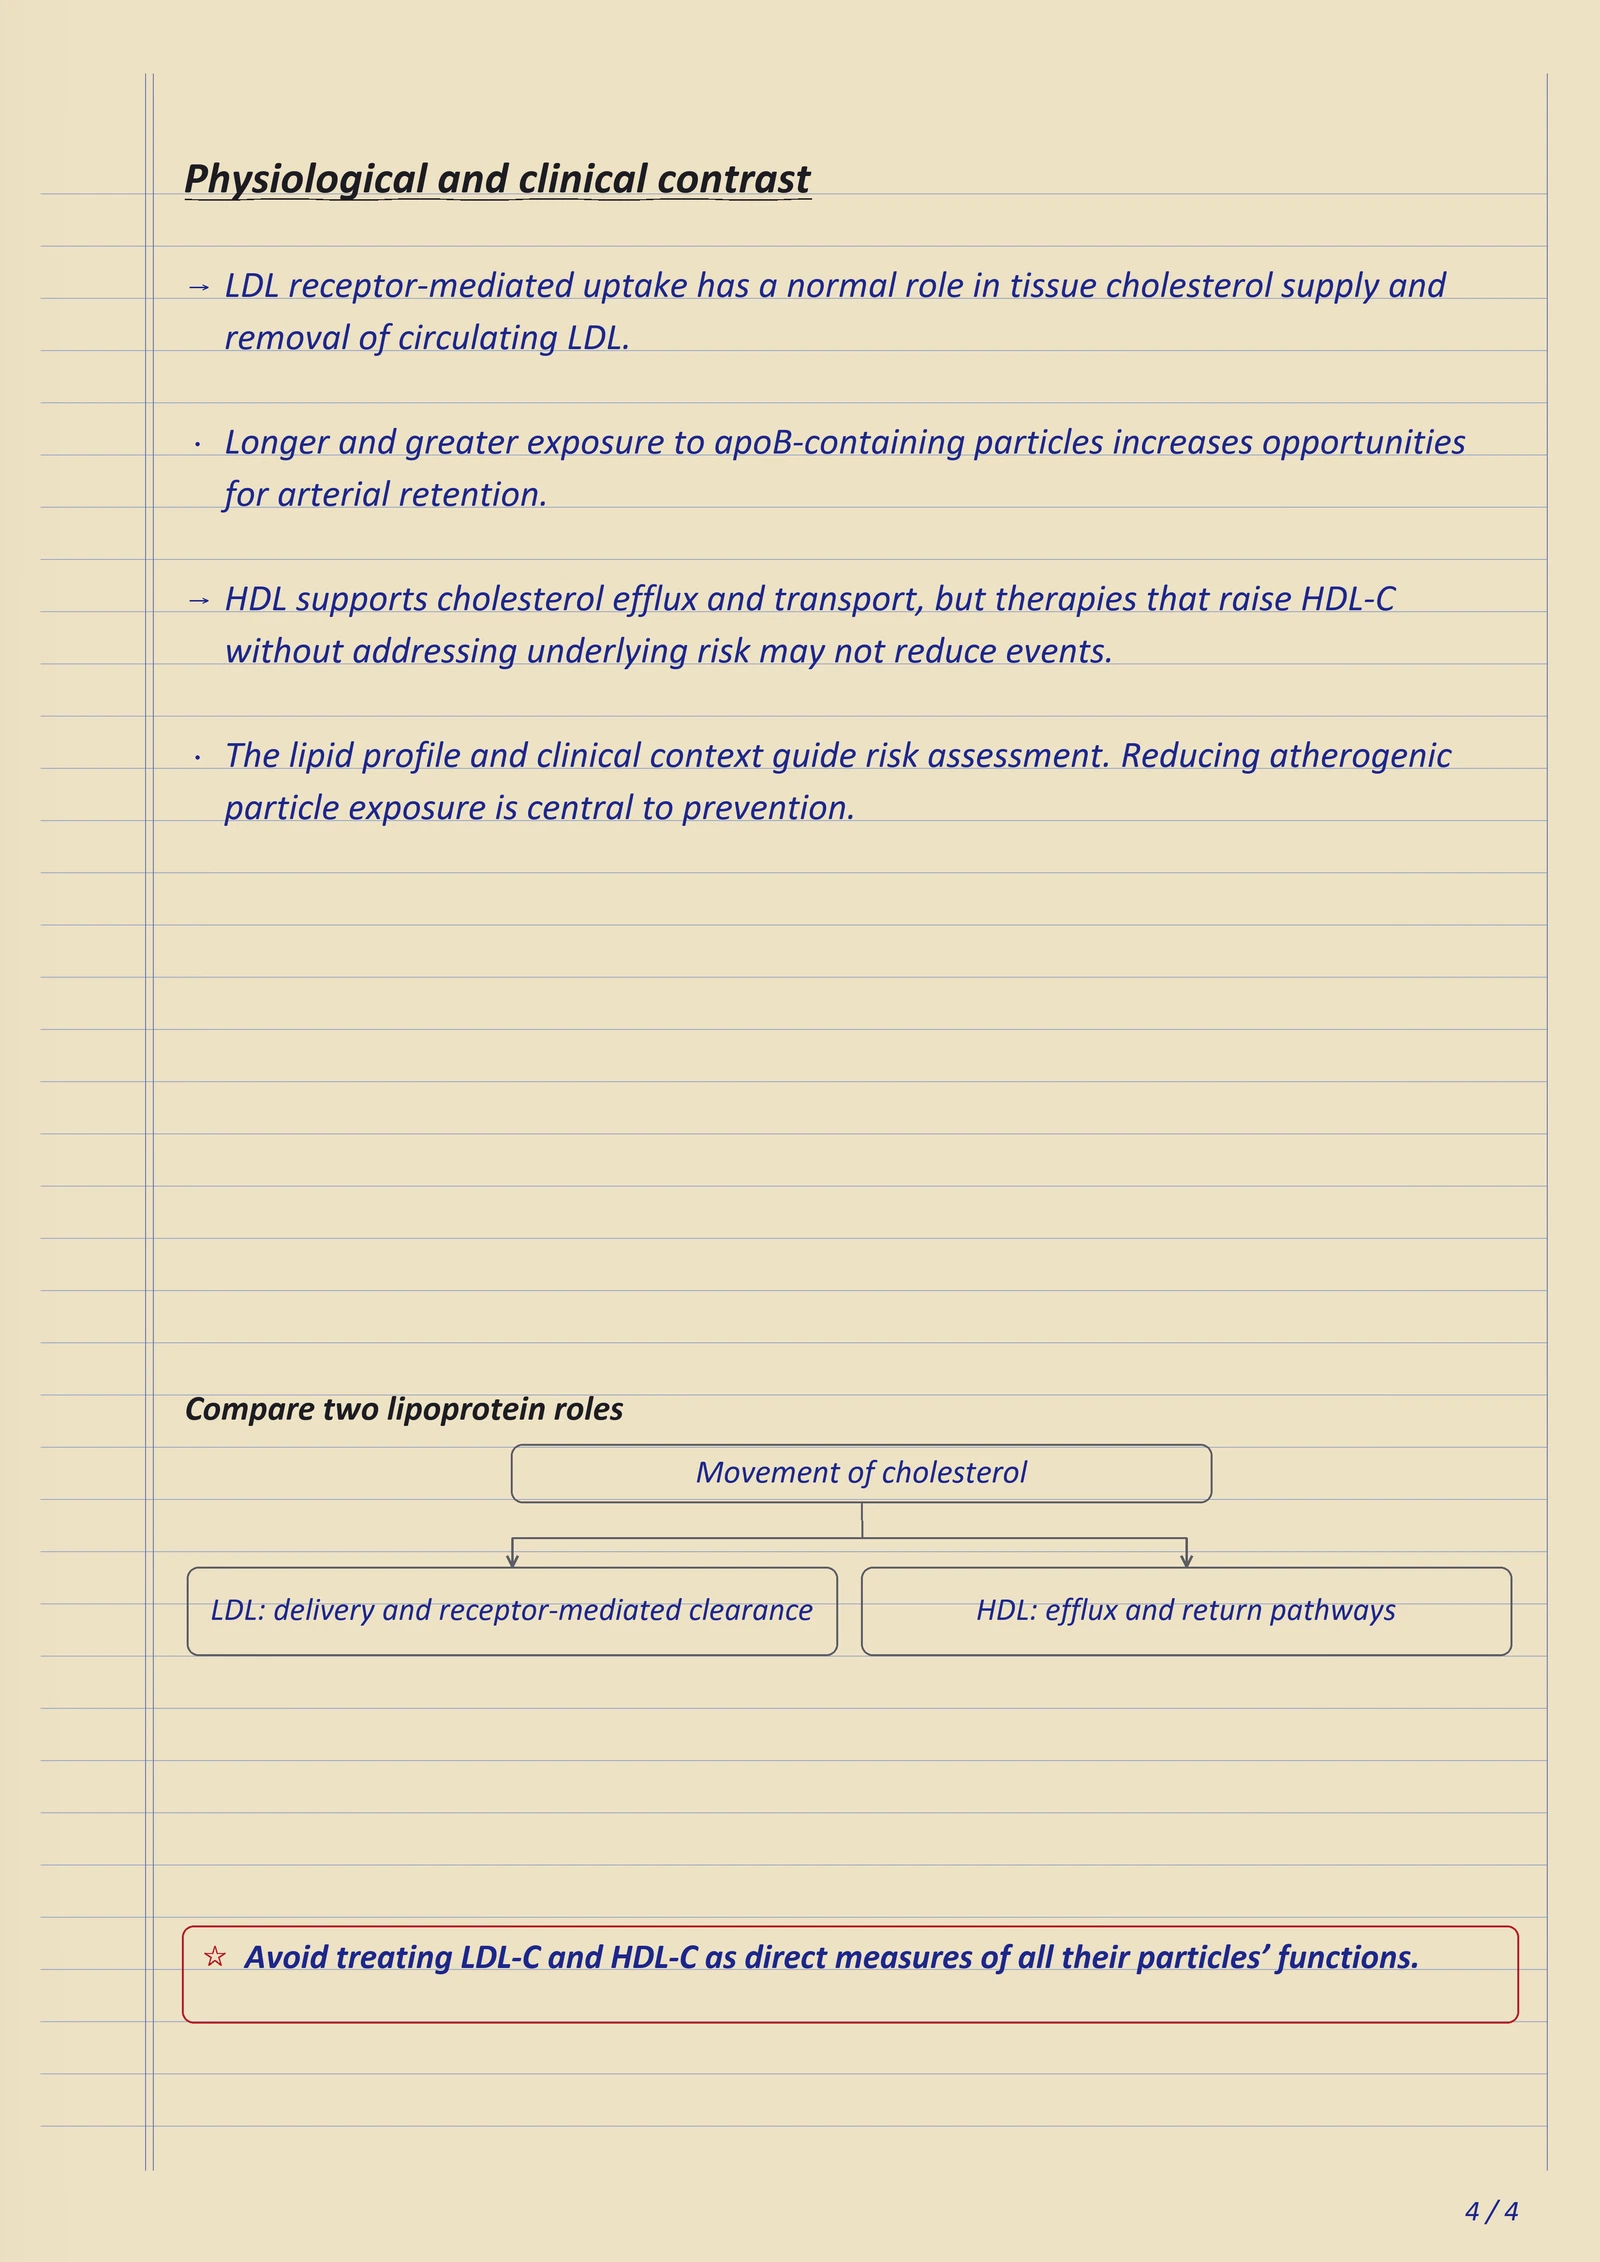 Physiological and clinical contrast
→ LDL receptor-mediated uptake has a normal role in tissue cholesterol supply and
removal of circulating LDL.
· Longer and greater exposure to apoB-containing particles increases opportunities
for arterial retention.
→ HDL supports cholesterol efflux and transport, but therapies that raise HDL-C
without addressing underlying risk may not reduce events.
· The lipid profile and clinical context guide risk assessment. Reducing atherogenic
particle exposure is central to prevention.
Compare two lipoprotein roles
Movement of cholesterol
LDL: delivery and receptor-mediated clearance
HDL: efflux and return pathways
☆ Avoid treating LDL-C and HDL-C as direct measures of all their particles’ functions.
4 / 4